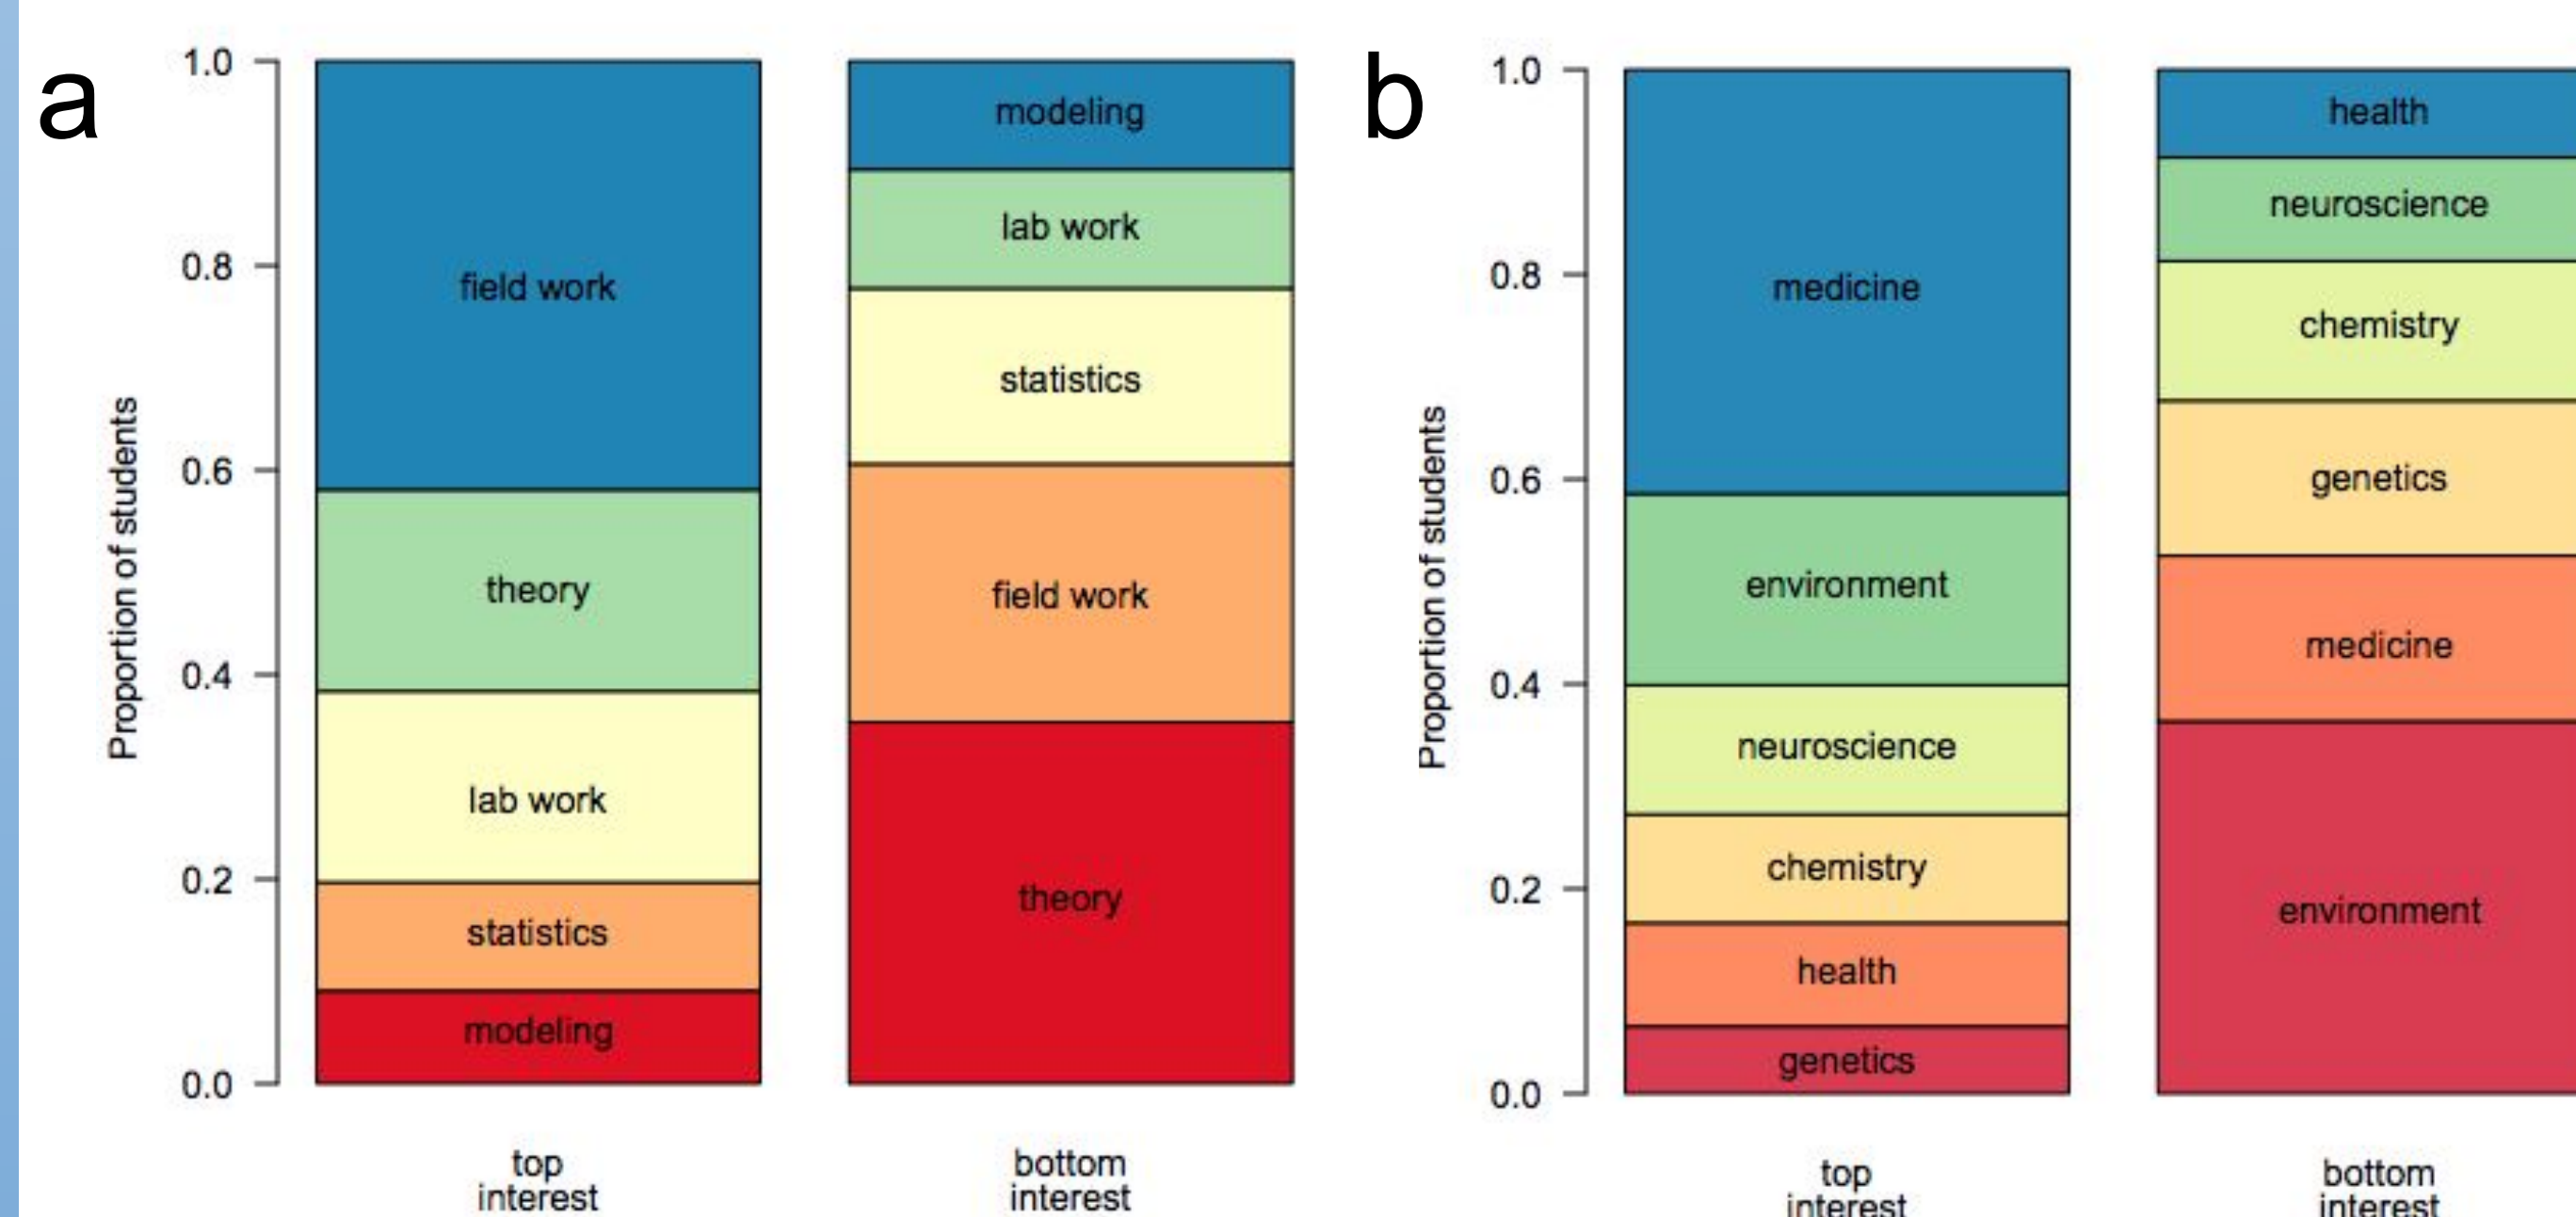 a
1.0
0.8
0.6
0.4
0.2
0.0
Proportion of students
field work
theory
lab work
statistics
modeling
top
interest
modeling
lab work
statistics
field work
theory
bottom
interest
b
1.0
0.8
0.6
0.4
0.2
0.0
Proportion of students
medicine
environment
neuroscience
chemistry
health
genetics
top
interest
health
neuroscience
chemistry
genetics
medicine
environment
bottom
interest